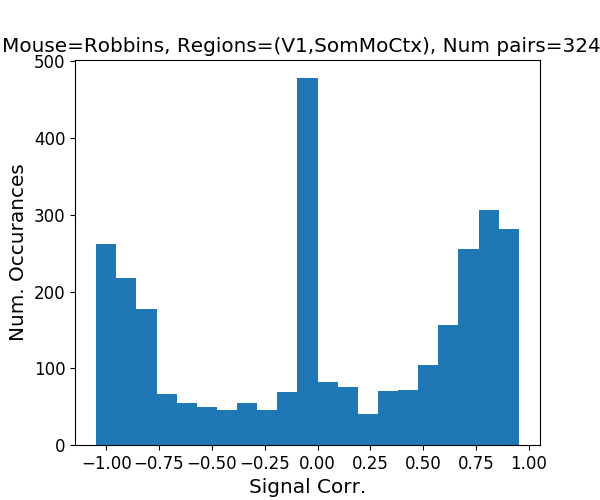 Mouse=Robbins, Regions=(V1,SomMoCtx), Num pairs=324
500
400
300
200
100
0
Num. Occurances
−1.00 −0.75 −0.50 −0.25 0.00 0.25 0.50 0.75 1.00
Signal Corr.